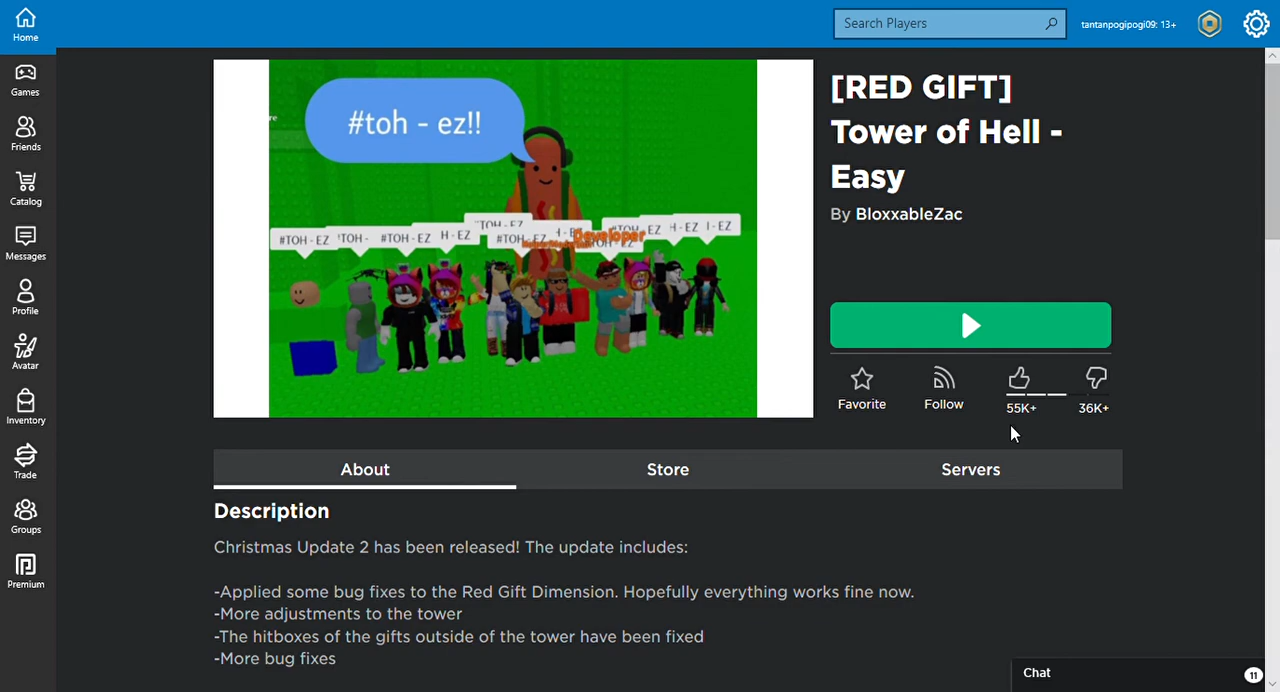 Home
Search Players
tantanpogipogi09: 13+
Games
Friends
Catalog
Messages
Profile
Avatar
Inventory
Trade
Groups
Premium
#toh - ez!!
#TOH - EZ
#TOH - EZ
H - EZ
#TOH
Developer
EZ
- EZ
- EZ
[RED GIFT]
Tower of Hell -
Easy
By BloxxableZac
Favorite
Follow
55K+
36K+
About
Store
Servers
Description
Christmas Update 2 has been released! The update includes:
-Applied some bug fixes to the Red Gift Dimension. Hopefully everything works fine now.
-More adjustments to the tower
-The hitboxes of the gifts outside of the tower have been fixed
-More bug fixes
Chat
11